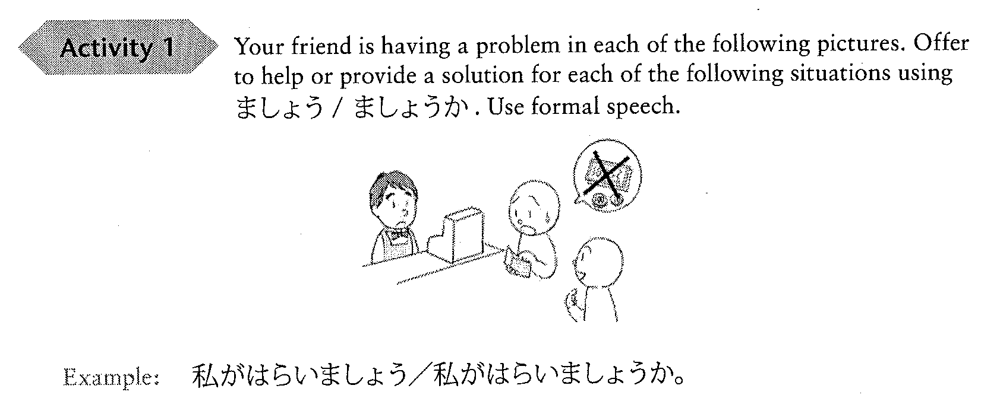 Activity 1
Your friend is having a problem in each of the following pictures. Offer
to help or provide a solution for each of the following situations using
ましょう / ましょうか . Use formal speech.
Example: 私がはらいましょう／私がはらいましょうか。